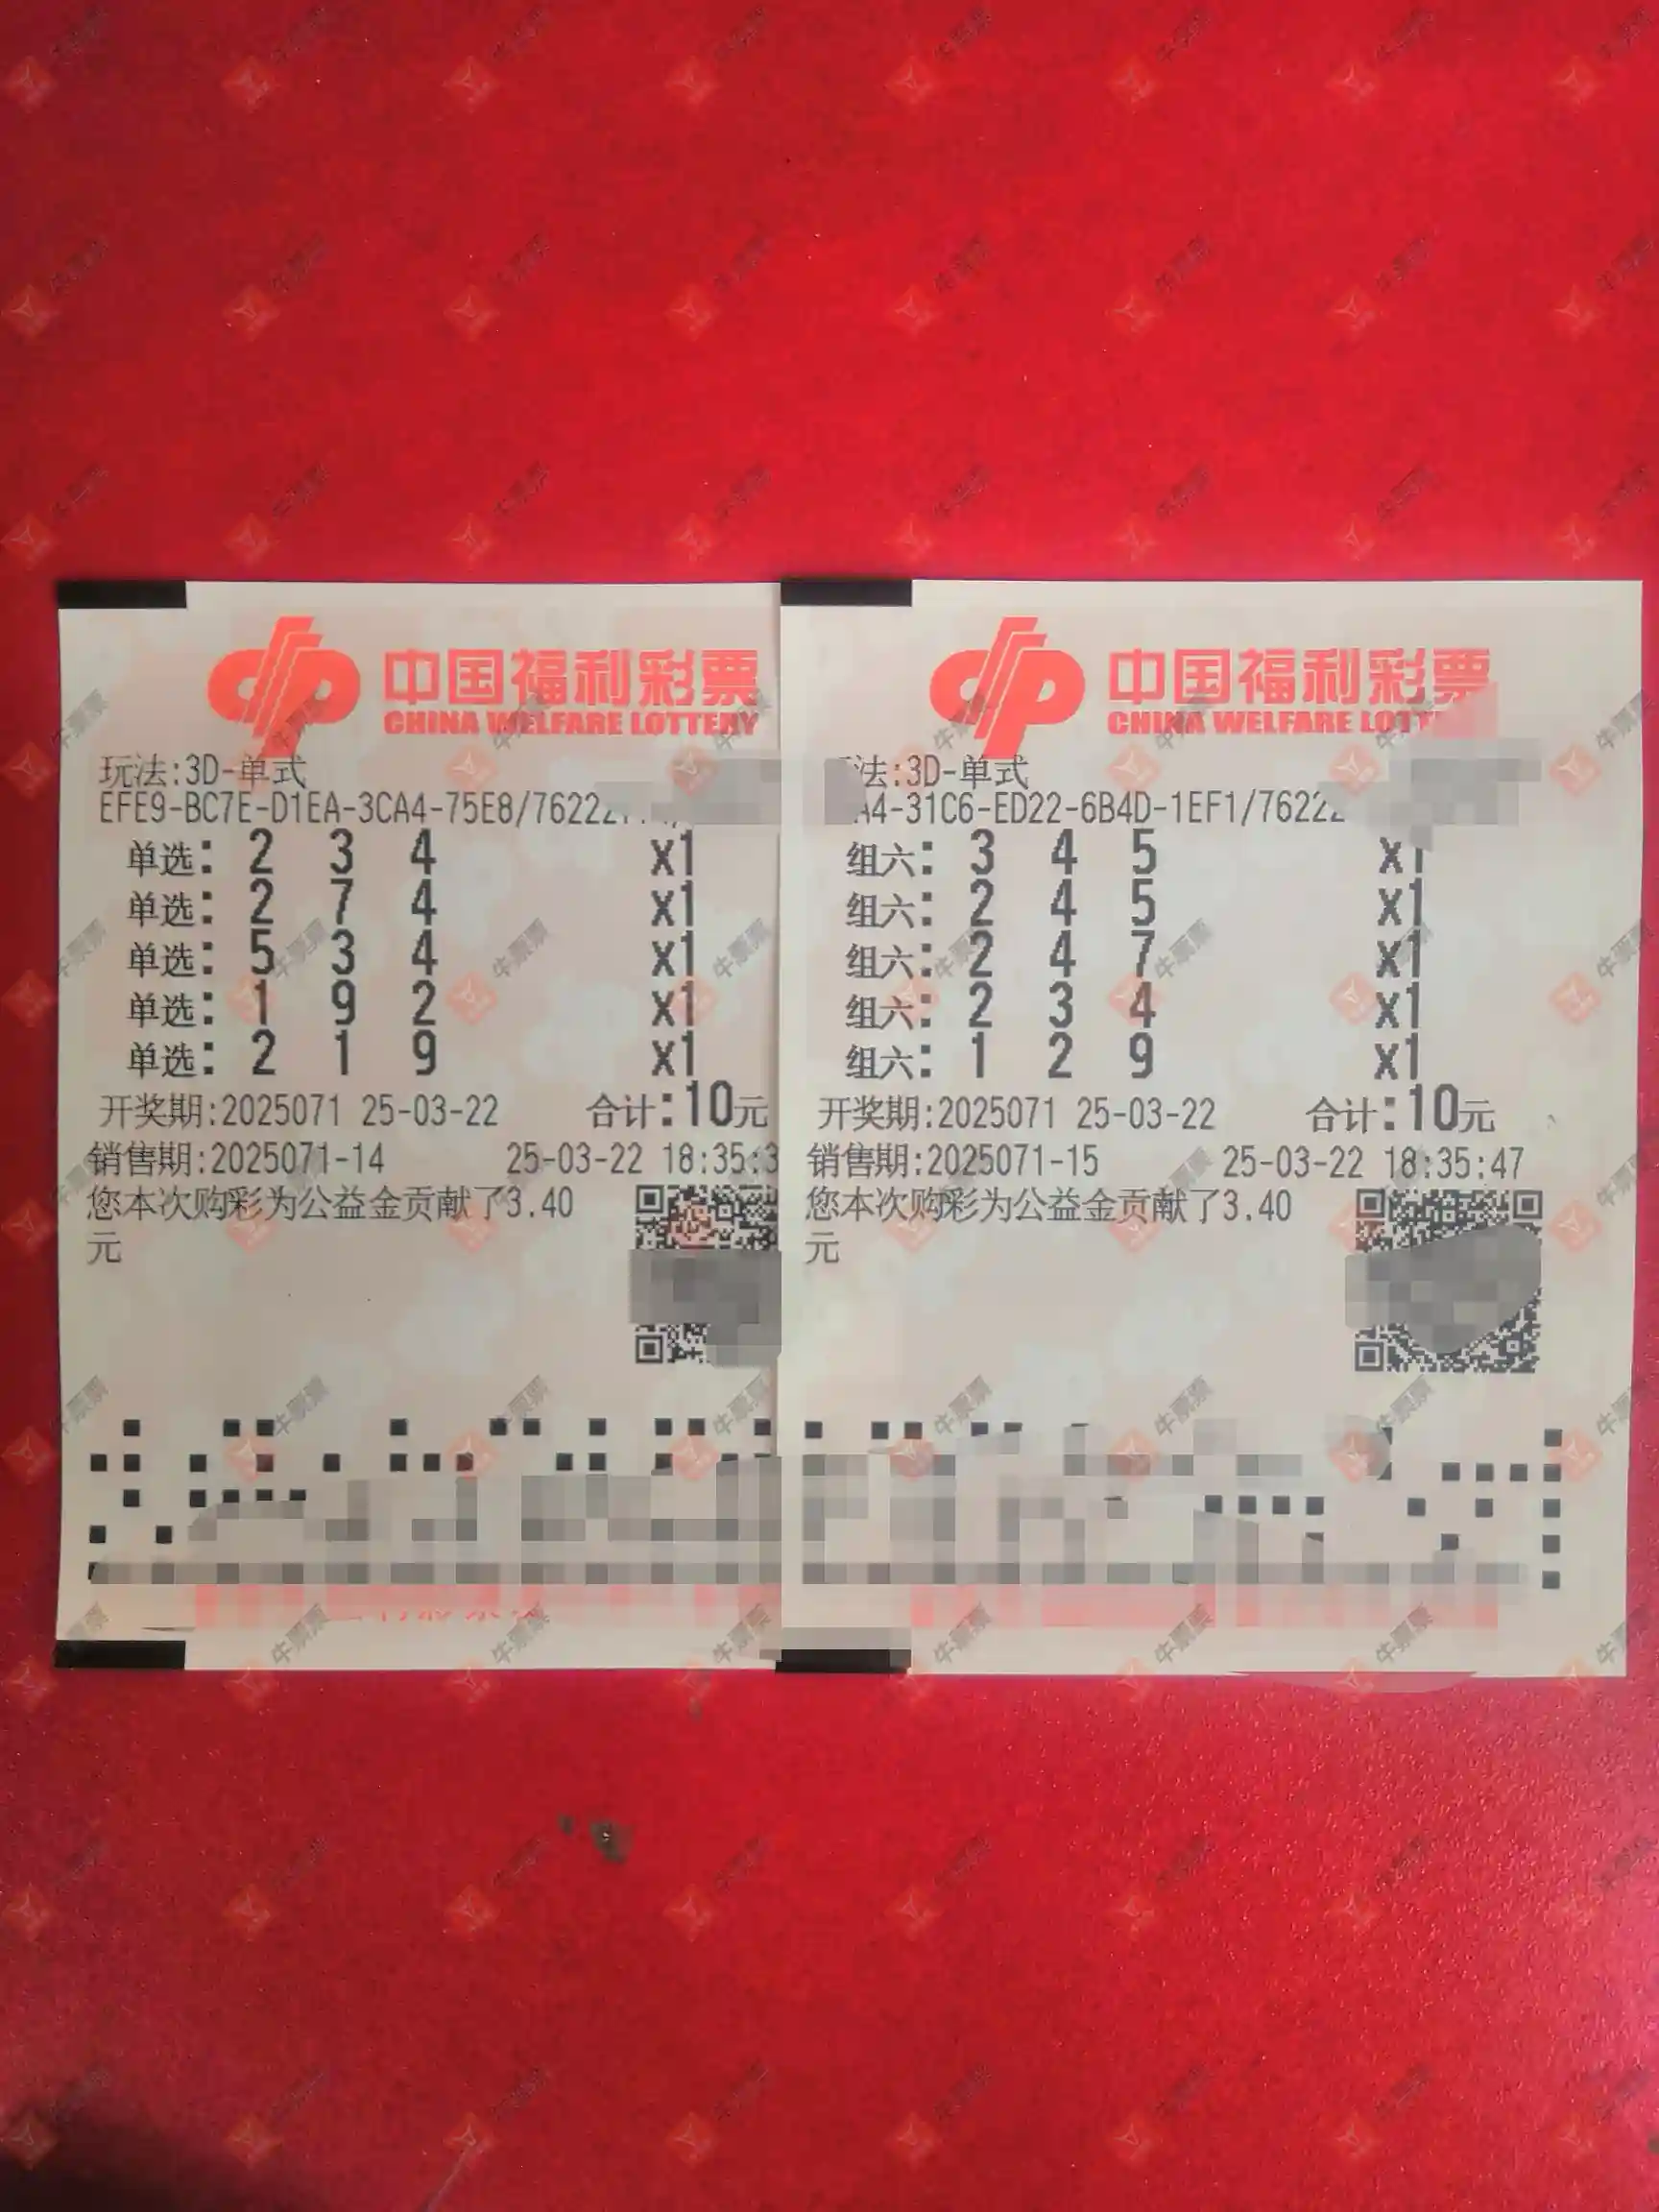 中国福利彩票
CHINA WELFARE LOTTERY
玩法:3D-单式
EFE9-BC7E-D1EA-3CA4-75E8/76222
单选: 2 3 4 x1
单选: 2 7 4 x1
单选: 5 3 4 x1
单选: 1 9 2 x1
单选: 2 1 9 x1
开奖期:2025071 25-03-22 合计:10元
销售期:2025071-14 25-03-22 18:35:3
您本次购彩为公益金贡献了3.40
元
中国福利彩票
CHINA WELFARE LOTT
法:3D-单式
A4-31C6-ED22-6B4D-1EF1/76222
组六: 3 4 5 x1
组六: 2 4 5 x1
组六: 2 4 7 x1
组六: 2 3 4 x1
组六: 1 2 9 x1
开奖期:2025071 25-03-22 合计:10元
销售期:2025071-15 25-03-22 18:35:47
您本次购彩为公益金贡献了3.40
元
牛票票